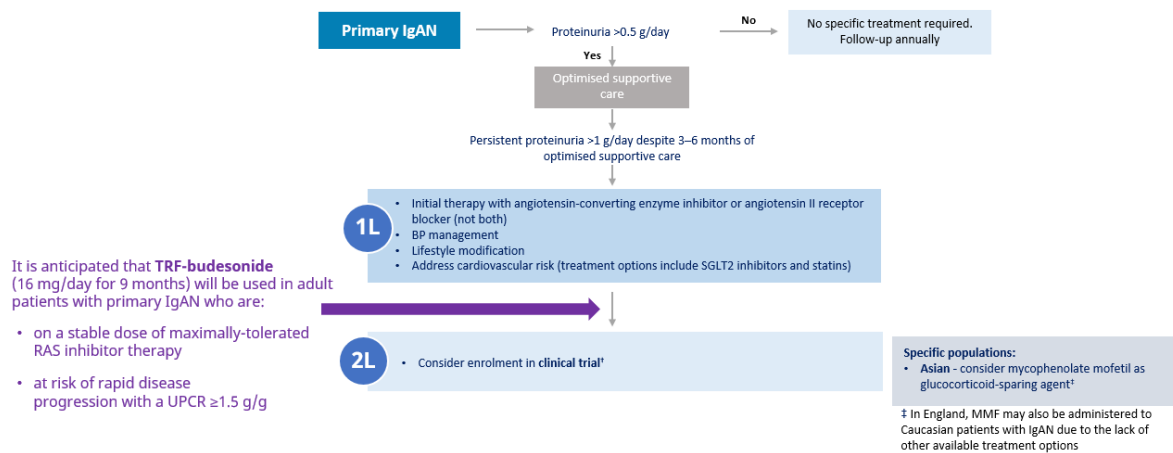 Primary IgAN
Proteinuria >0.5 g/day
No
No specific treatment required.
Follow-up annually
Yes
Optimised supportive
care
Persistent proteinuria >1 g/day despite 3–6 months of
optimised supportive care
1L
• Initial therapy with angiotensin-converting enzyme inhibitor or angiotensin II receptor
blocker (not both)
• BP management
• Lifestyle modification
• Address cardiovascular risk (treatment options include SGLT2 inhibitors and statins)
It is anticipated that TRF-budesonide
(16 mg/day for 9 months) will be used in adult
patients with primary IgAN who are:
• on a stable dose of maximally-tolerated
RAS inhibitor therapy
• at risk of rapid disease
progression with a UPCR ≥1.5 g/g
2L
• Consider enrolment in clinical trial†
Specific populations:
• Asian - consider mycophenolate mofetil as
glucocorticoid-sparing agent‡
‡ In England, MMF may also be administered to
Caucasian patients with IgAN due to the lack of
other available treatment options